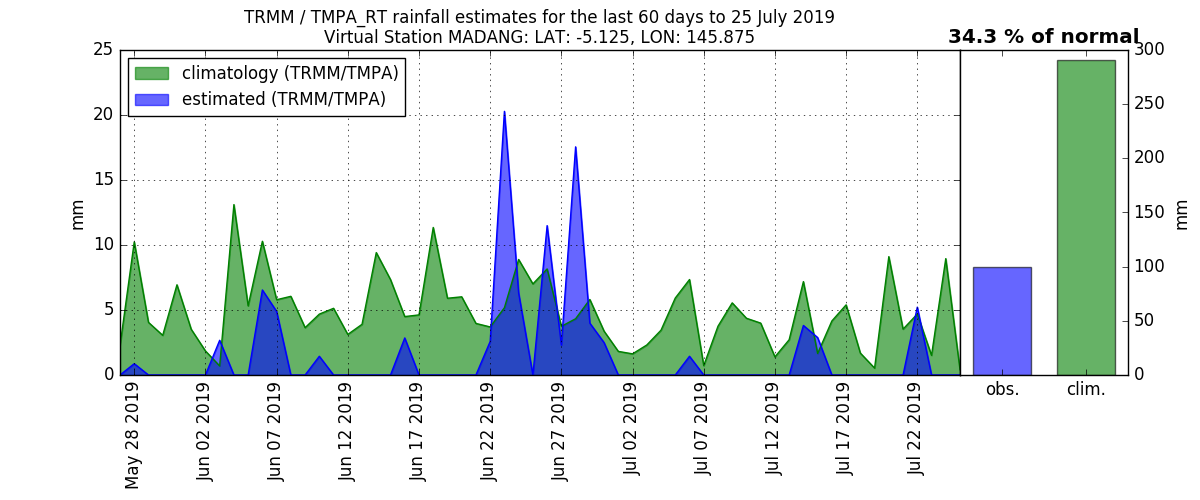 TRMM / TMPA_RT rainfall estimates for the last 60 days to 25 July 2019
Virtual Station MADANG: LAT: -5.125, LON: 145.875
34.3 % of normal
climatology (TRMM/TMPA)
estimated (TRMM/TMPA)
25
20
15
10
5
0
mm
May 28 2019
Jun 02 2019
Jun 07 2019
Jun 12 2019
Jun 17 2019
Jun 22 2019
Jun 27 2019
Jul 02 2019
Jul 07 2019
Jul 12 2019
Jul 17 2019
Jul 22 2019
obs.
clim.
300
250
200
150
100
50
0
mm